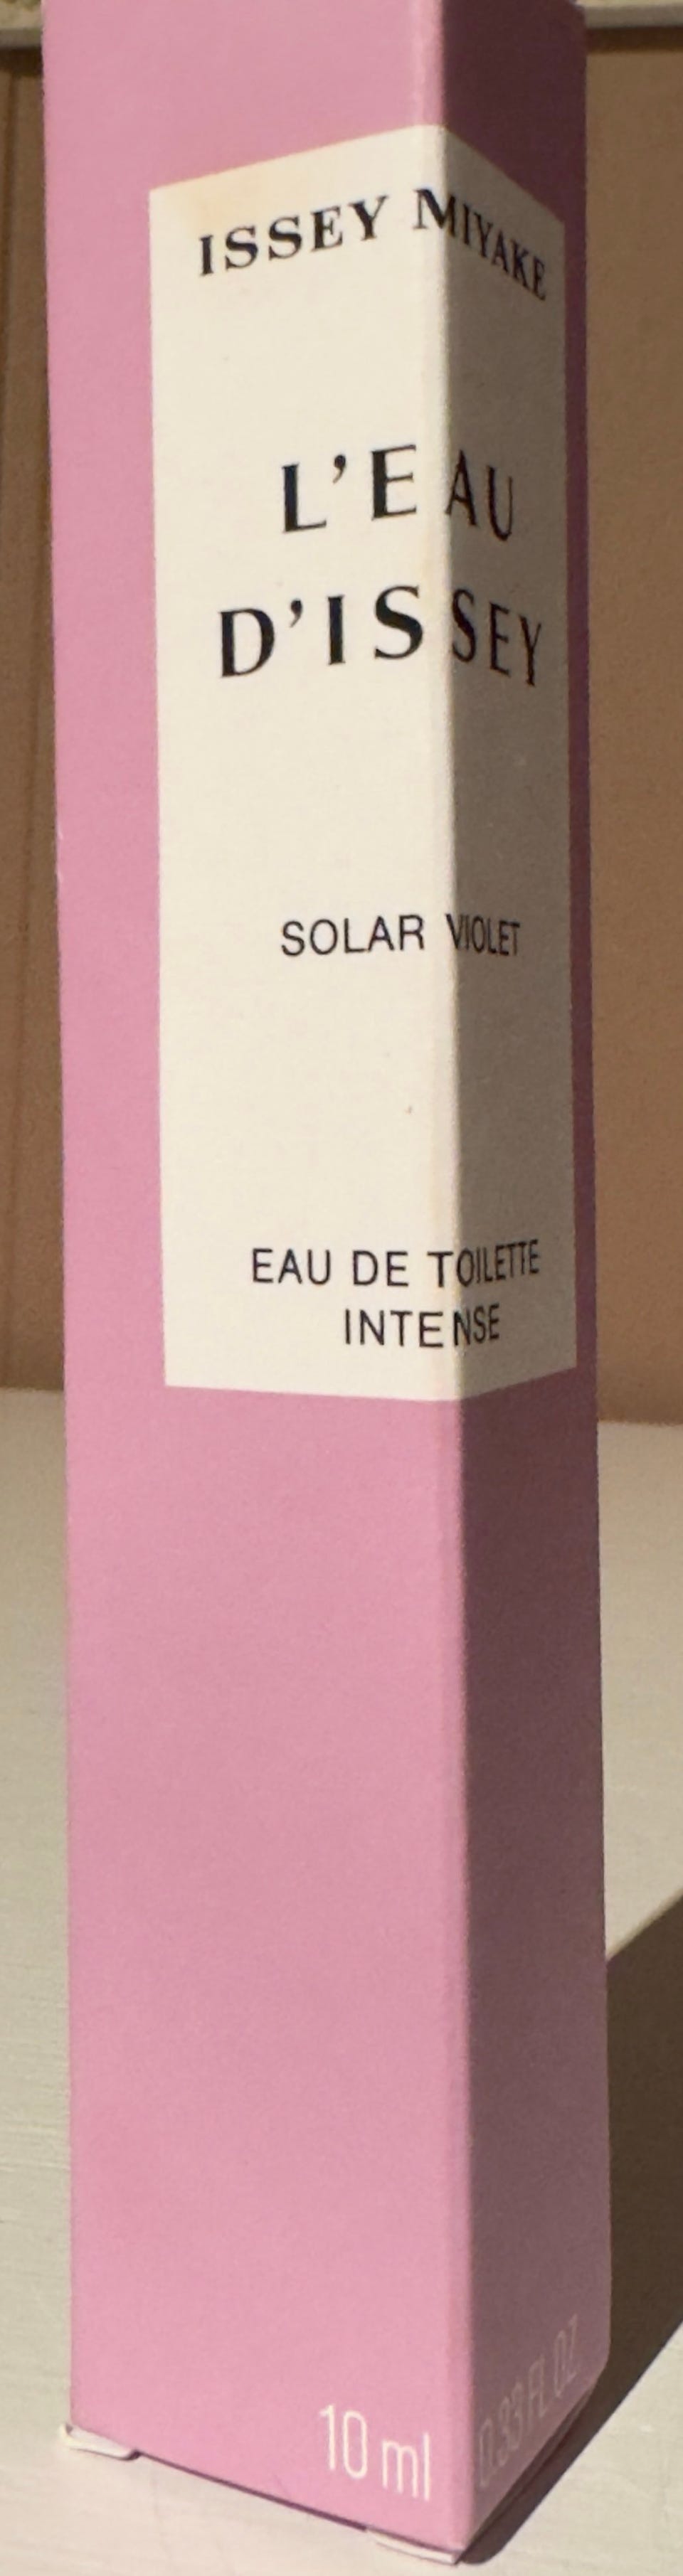 ISSEY MIYAKE
L'EAU
D'ISSEY
SOLAR VIOLET
EAU DE TOILETTE
INTENSE
10 ml 0.33 FL OZ